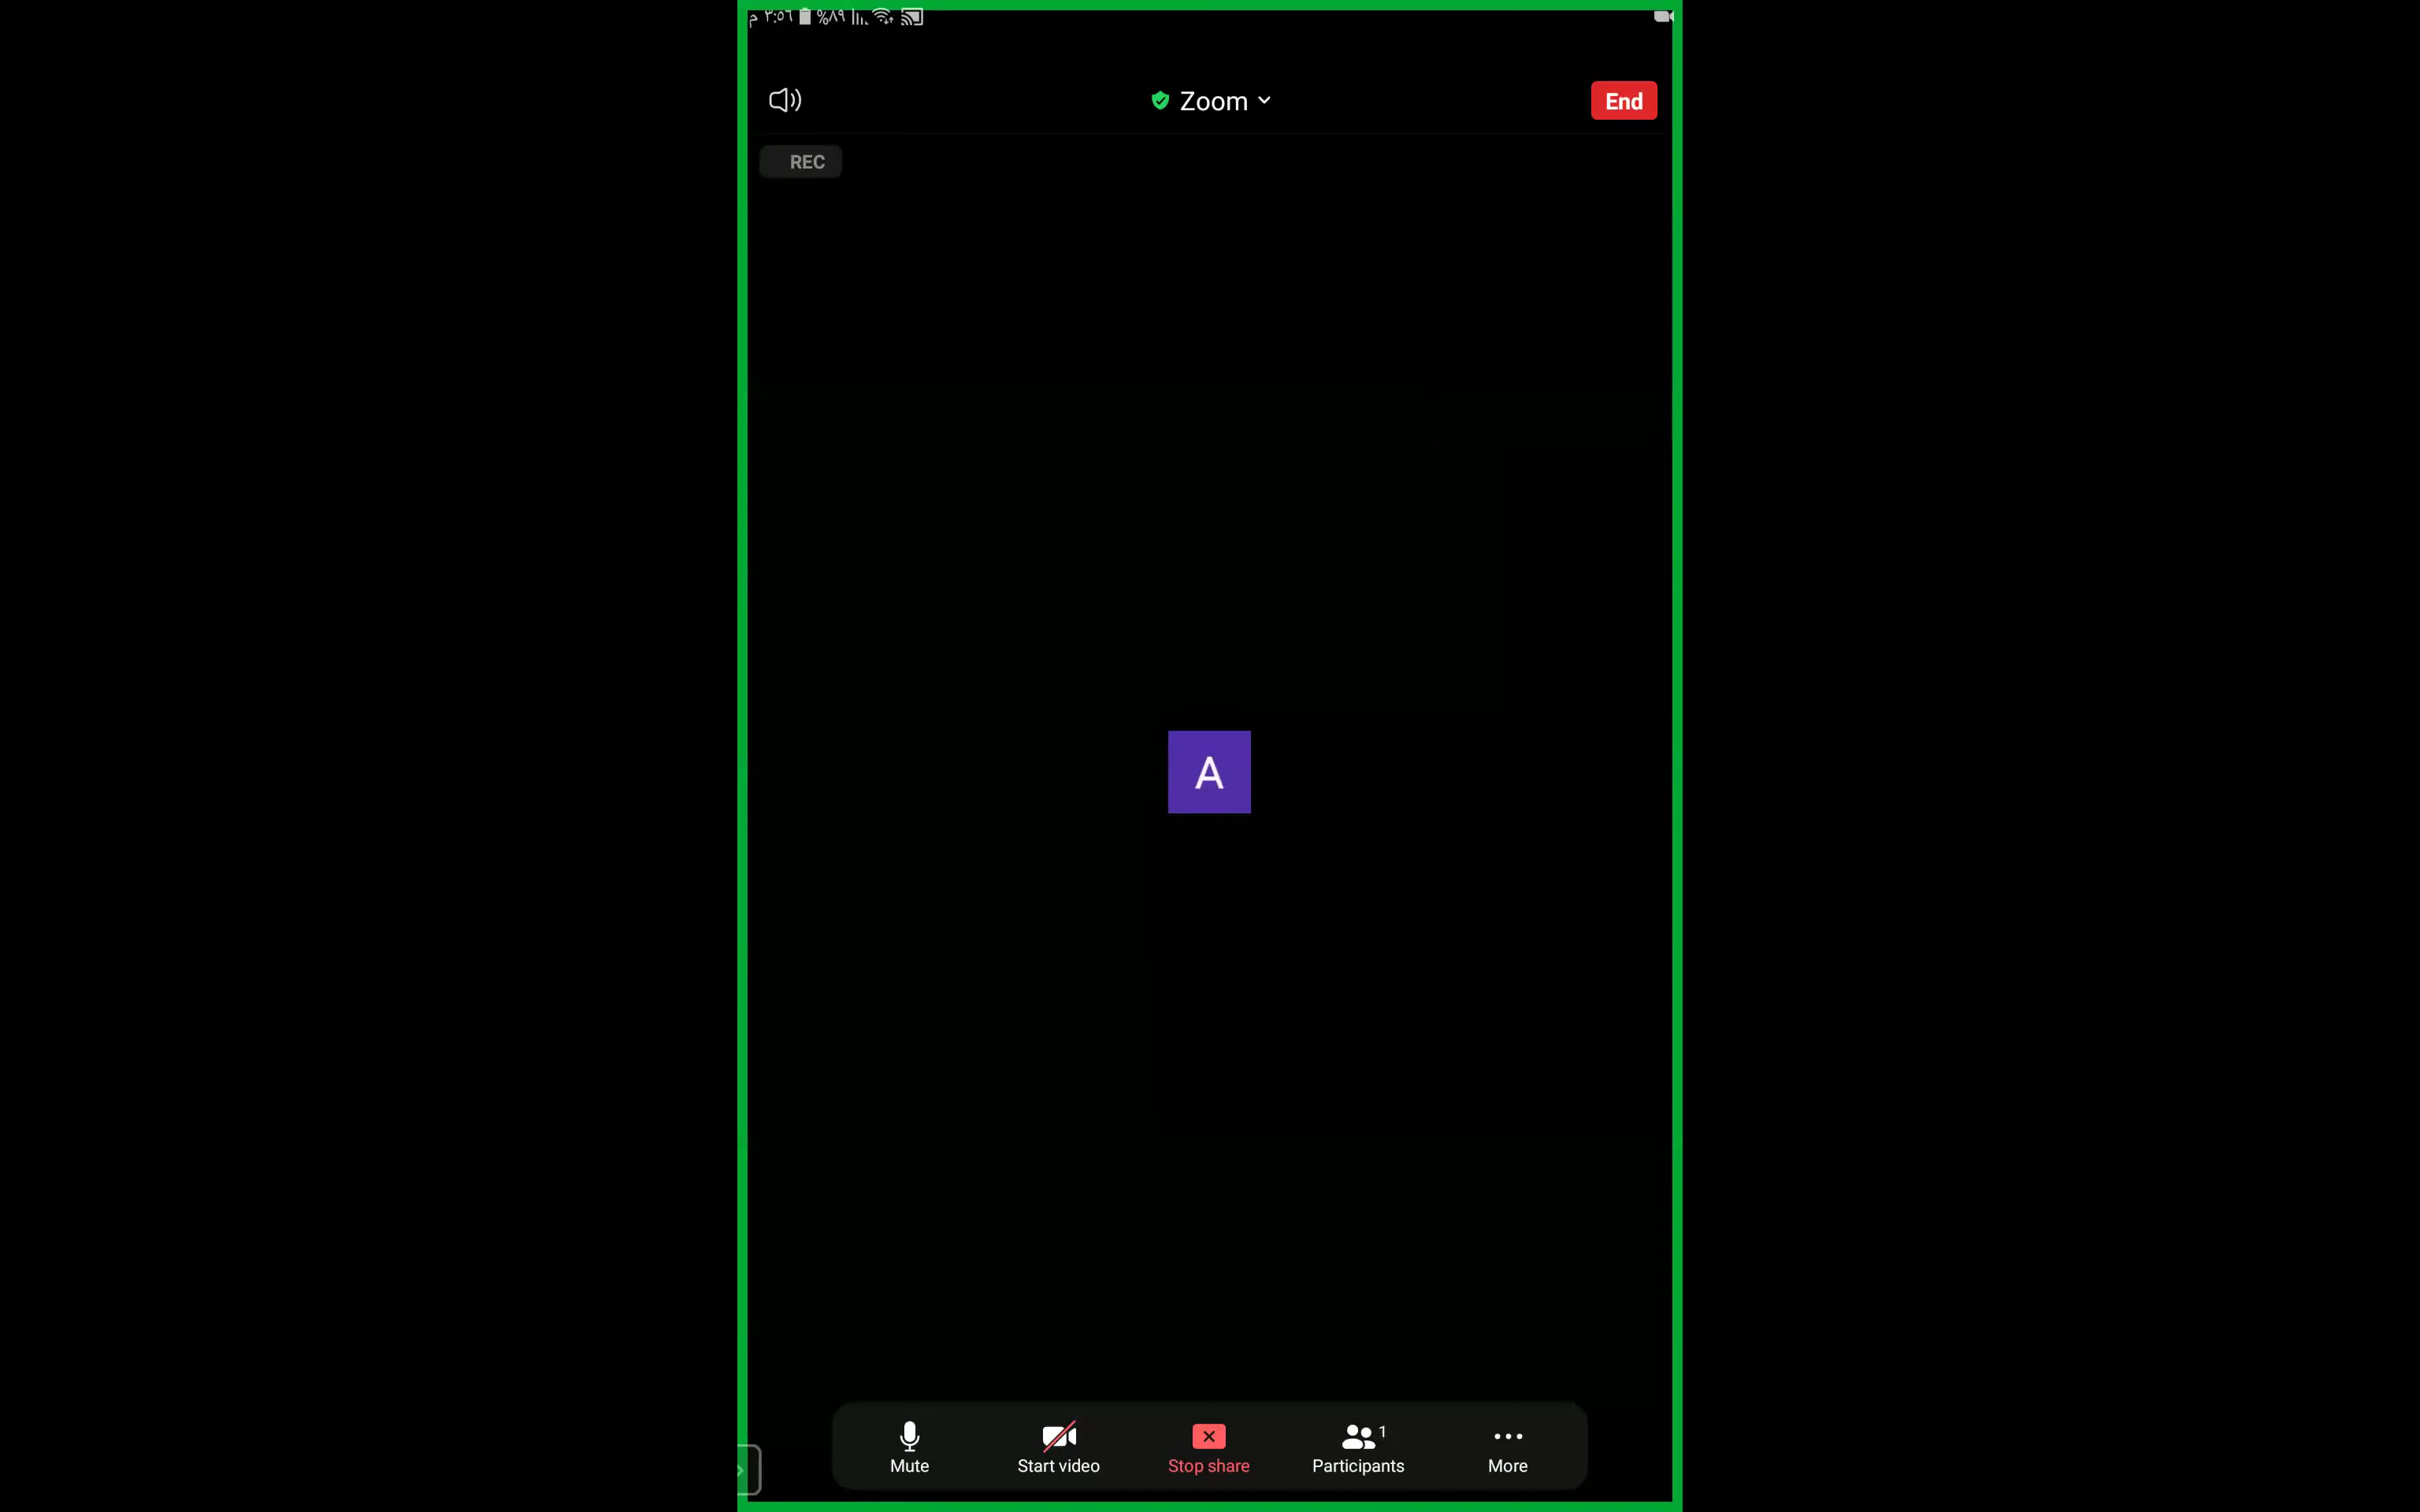 م ٣:٥٦ %٨٩
Zoom
End
REC
A
Mute
Start video
Stop share
Participants 1
More